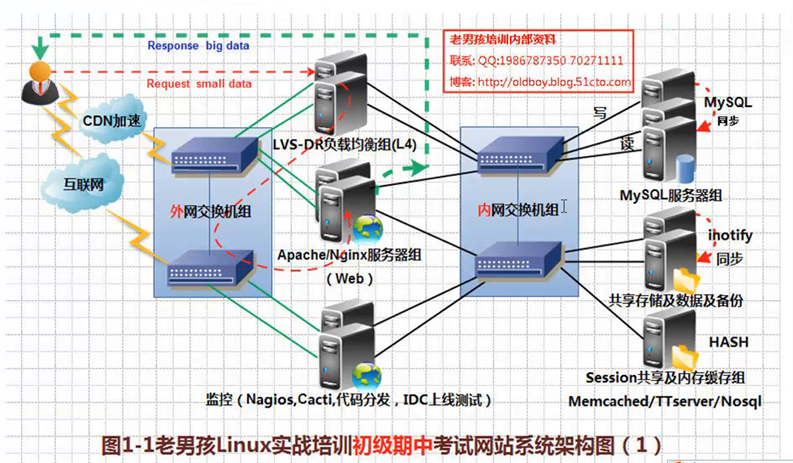 Response big data
Request small data
老男孩培训内部资料
联系: QQ:1986787350 70271111
博客: http://oldboy.blog.51cto.com
CDN加速
互联网
外网交换机组
LVS-DR负载均衡组(L4)
Apache/Nginx服务器组
(Web)
监控(Nagios,Cacti,代码分发,IDC上线测试)
内网交换机组
写
读
MySQL
同步
MySQL服务器组
inotify
同步
共享存储及数据及备份
HASH
Session共享及内存缓存组
Memcached/TTserver/Nosql
图1-1老男孩Linux实战培训初级期中考试网站系统架构图(1)